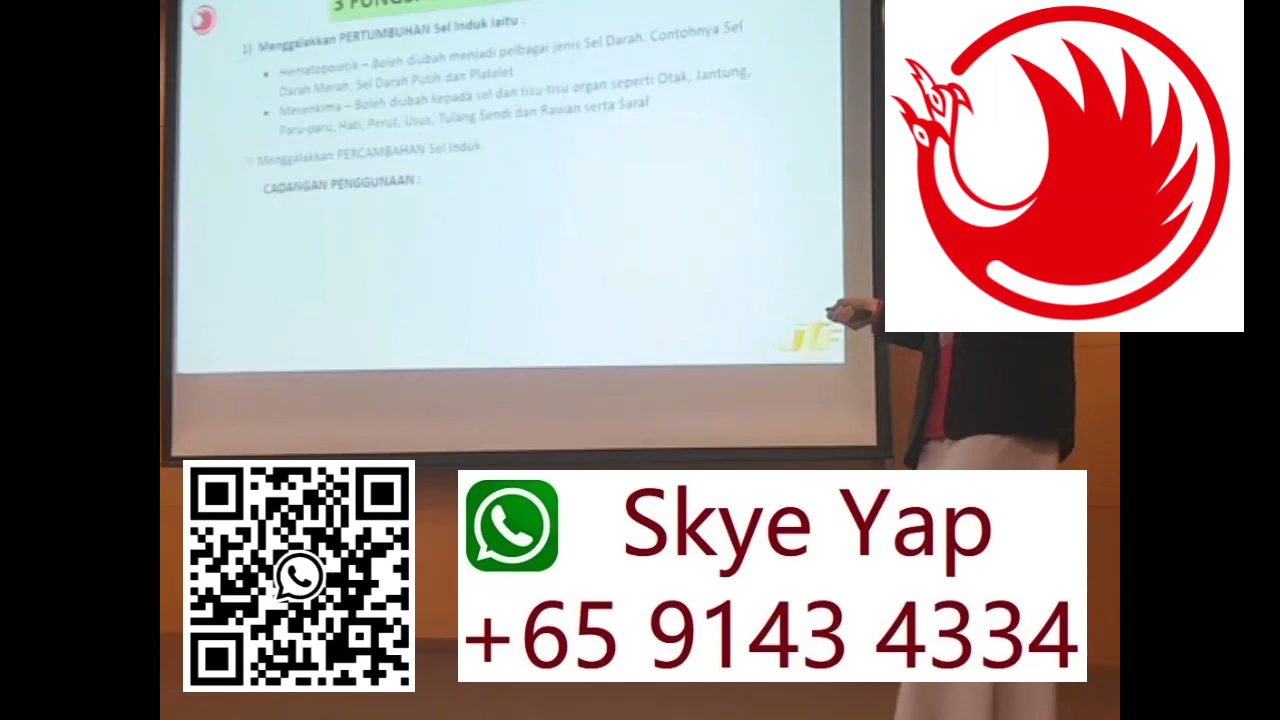 3 FUNGSI
1) Menggalakkan PERTUMBUHAN Sel Induk iaitu :
• Hematopoietik – Boleh diubah menjadi pelbagai jenis Sel Darah. Contohnya Sel
Darah Merah, Sel Darah Putih dan Platelet
• Mesenkima – Boleh diubah kepada sel dan tisu-tisu organ seperti Otak, Jantung,
Paru-paru, Hati, Perut, Usus, Tulang Sendi dan Rawan serta Saraf
Menggalakkan PERCAMBAHAN Sel Induk
CADANGAN PENGGUNAAN :
Skye Yap
+65 9143 4334